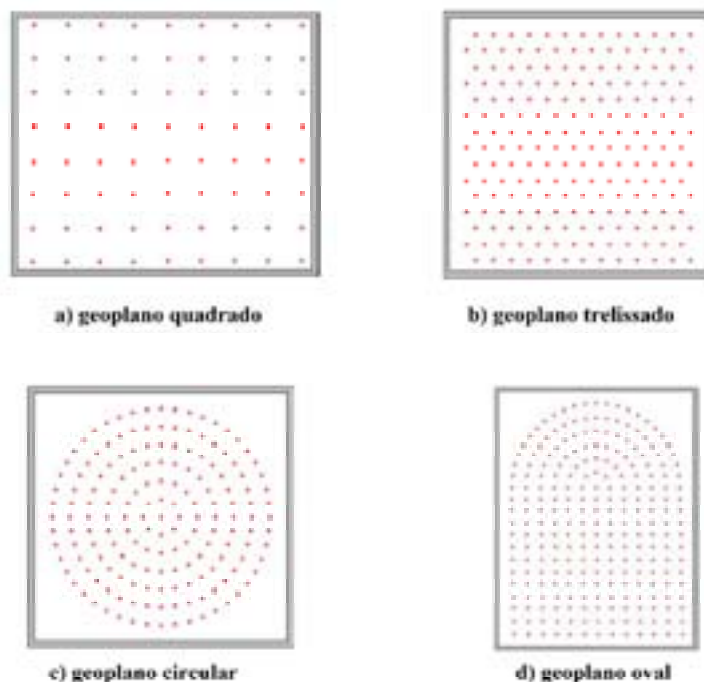 a) geoplano quadrado
b) geoplano trelissado
c) geoplano circular
d) geoplano oval